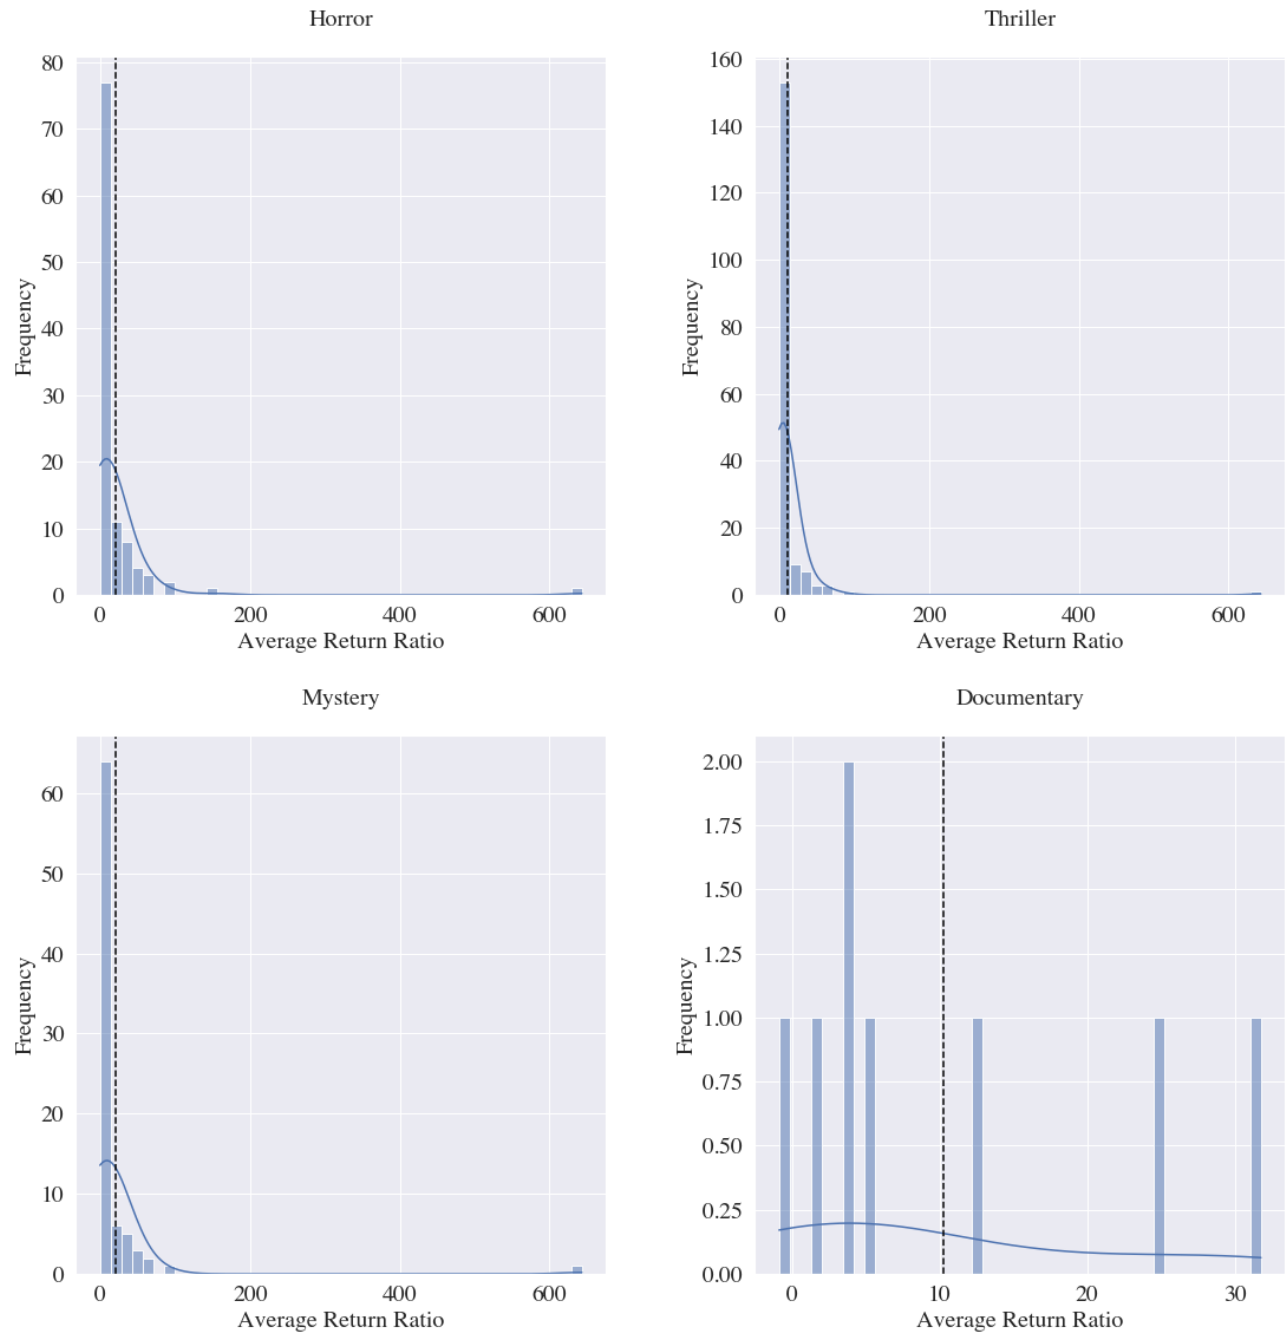 Horror
80
70
60
50
40
30
20
10
0
Frequency
0 200 400 600
Average Return Ratio
Thriller
160
140
120
100
80
60
40
20
0
Frequency
0 200 400 600
Average Return Ratio
Mystery
60
50
40
30
20
10
0
Frequency
0 200 400 600
Average Return Ratio
Documentary
2.00
1.75
1.50
1.25
1.00
0.75
0.50
0.25
0.00
Frequency
0 10 20 30
Average Return Ratio